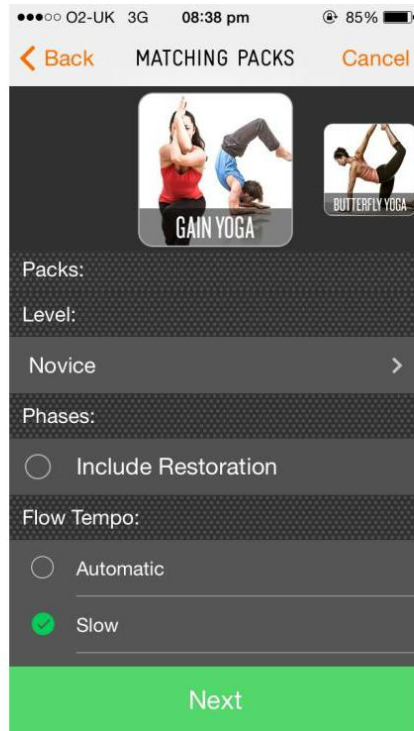 O2-UK 3G 08:38 pm 85%
Back MATCHING PACKS Cancel
GAIN YOGA
BUTTERFLY YOGA
Packs:
Level:
Novice
Phases:
Include Restoration
Flow Tempo:
Automatic
Slow
Next